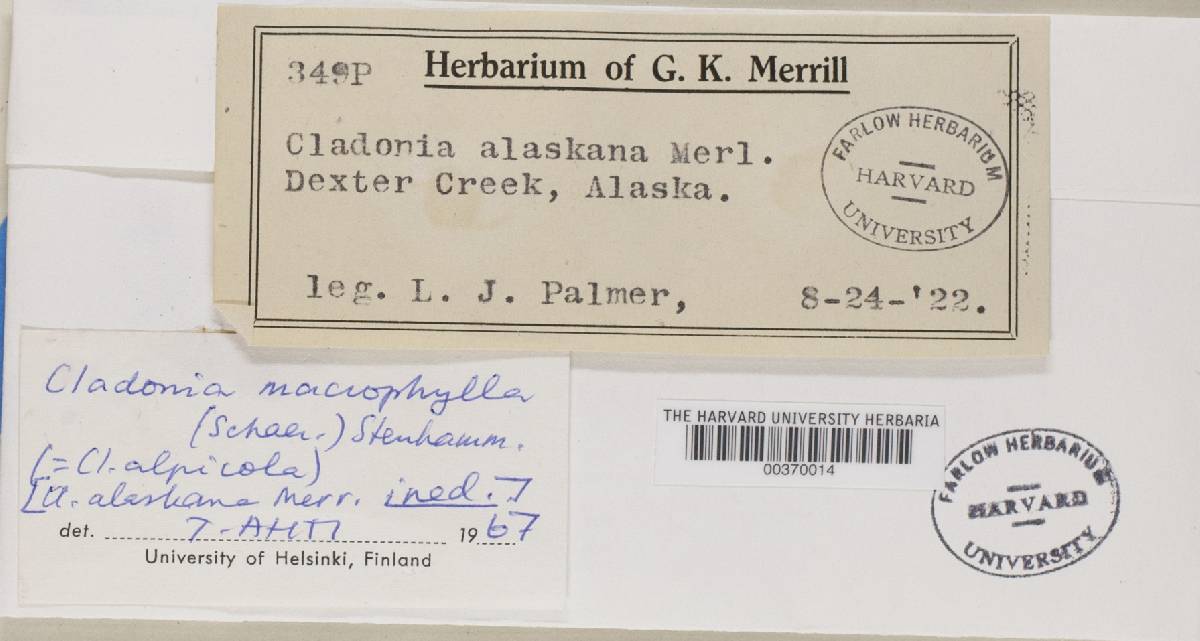 349P Herbarium of G. K. Merrill
Cladonia alaskana Merl.
Dexter Creek, Alaska.
leg. L. J. Palmer, 8-24-'22.
FARLOW HERBARIUM
HARVARD
UNIVERSITY
Cladonia macrophylla
(Schaer.) Stenhamm.
(= Cl. alpicola)
[Cl. alaskana Merr. ined.]
det. T. AHTI 1967
University of Helsinki, Finland
THE HARVARD UNIVERSITY HERBARIA
00370014
FARLOW HERBARIUM
HARVARD
UNIVERSITY